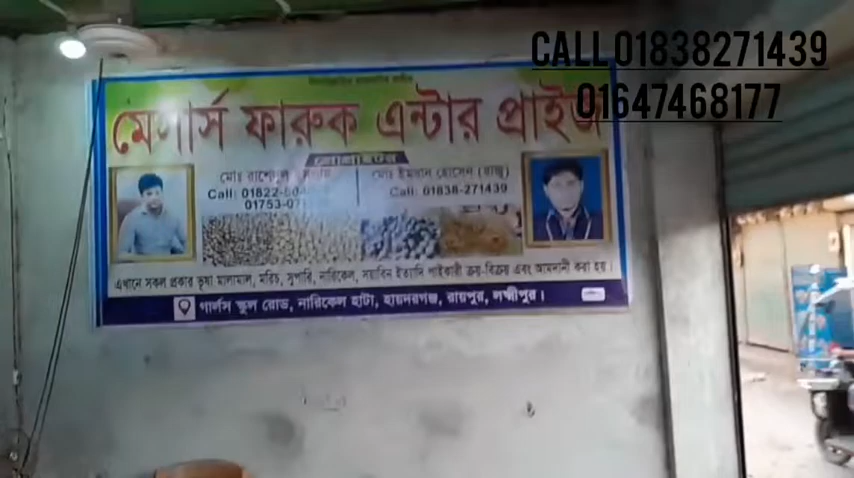 CALL 01838271439
01647468177
মেসার্স ফারুক এন্টার প্রাইজ
প্রোপ্রাইটর
মোঃ রাশেদুল
মোঃ ইমরান হোসেন (রাজু)
Call: 01822-
Call: 01838-271439
এখানে সকল প্রকার ভূষা মালামাল, মরিচ, সুপারি, নারিকেল, সয়াবিন ইত্যাদি পাইকারী ক্রয়-বিক্রয় এবং আমদানী করা হয়।
গার্লস স্কুল রোড, নারিকেল হাটা, হায়দরগঞ্জ, রায়পুর, লক্ষ্মীপুর।